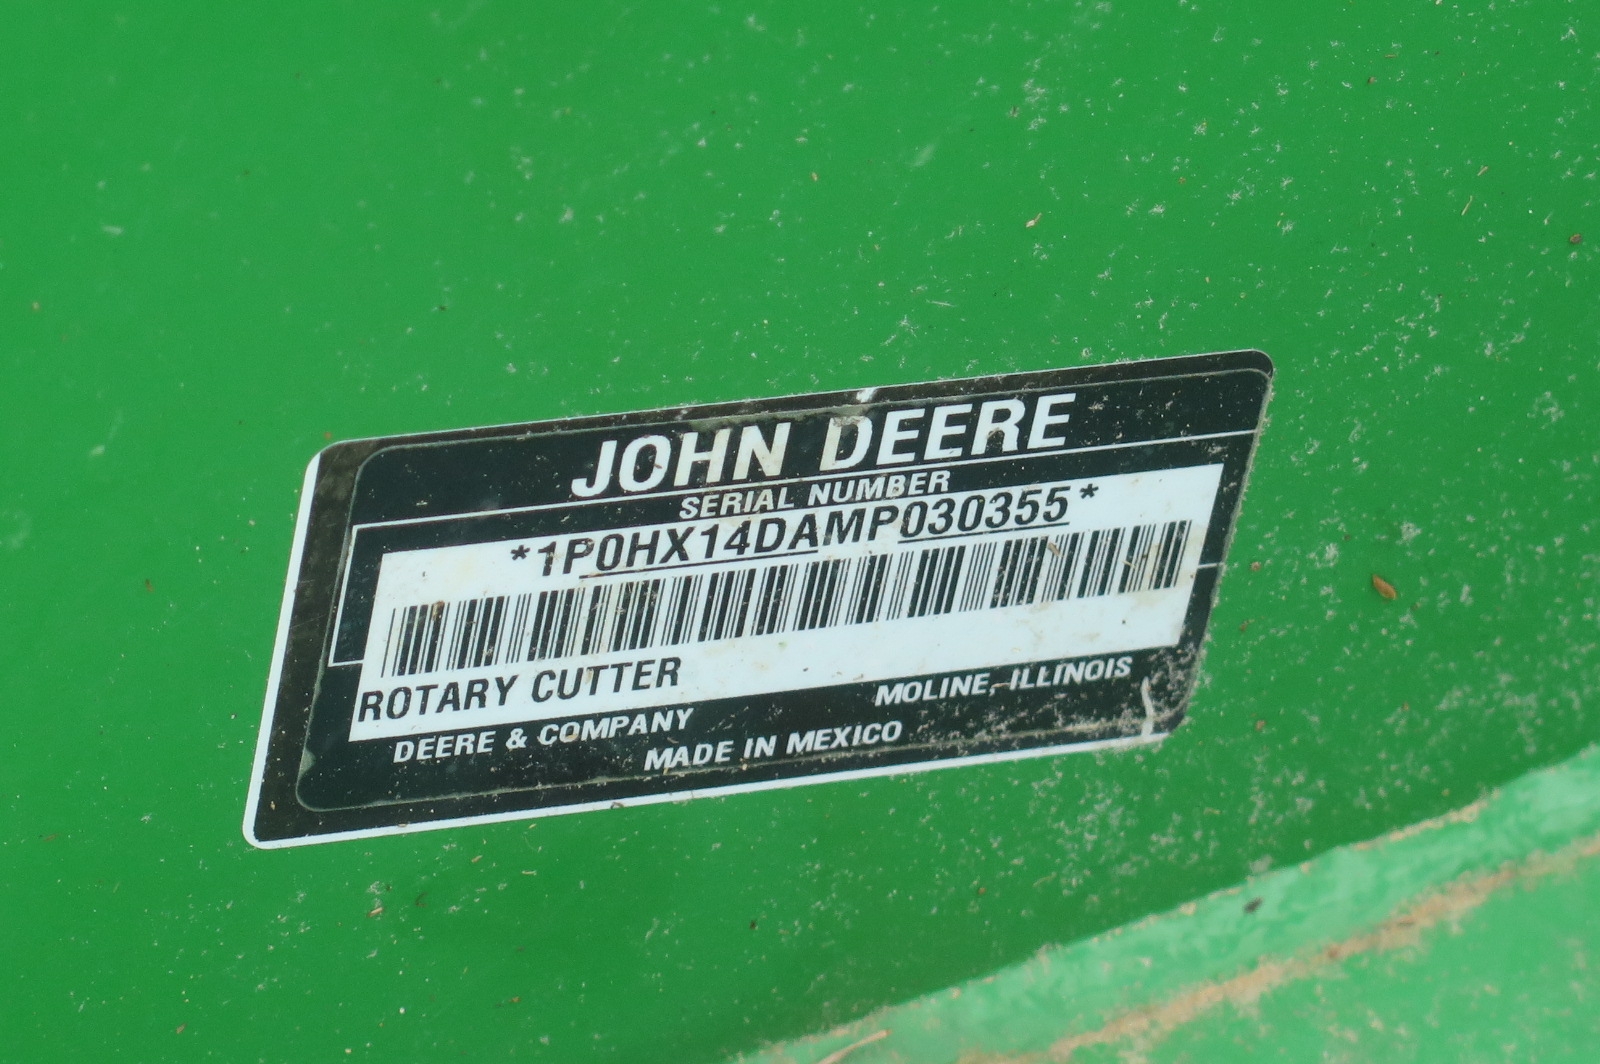 JOHN DEERE
SERIAL NUMBER
*1P0HX14DAMP030355*
ROTARY CUTTER
DEERE & COMPANY MOLINE, ILLINOIS
MADE IN MEXICO